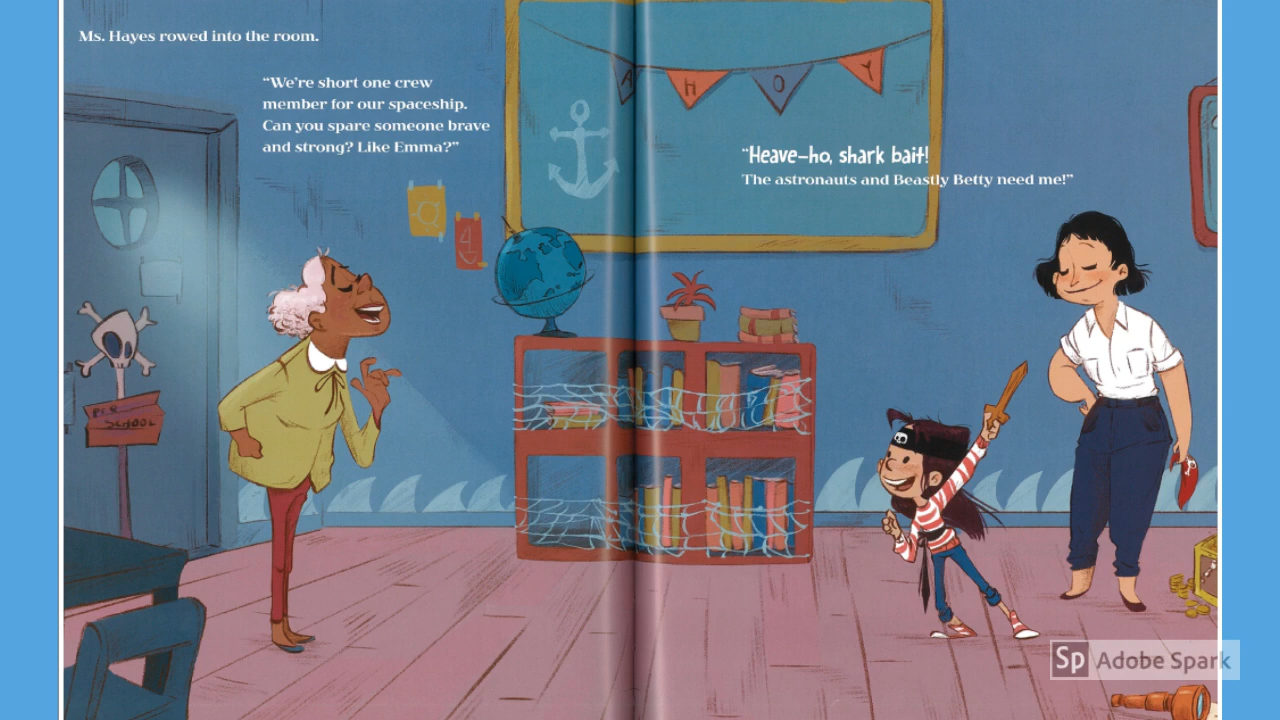 Ms. Hayes rowed into the room.
“We’re short one crew
member for our spaceship.
Can you spare someone brave
and strong? Like Emma?”
AHOY
“Heave-ho, shark bait!
The astronauts and Beastly Betty need me!”
4
SCHOOL
Sp Adobe Spark